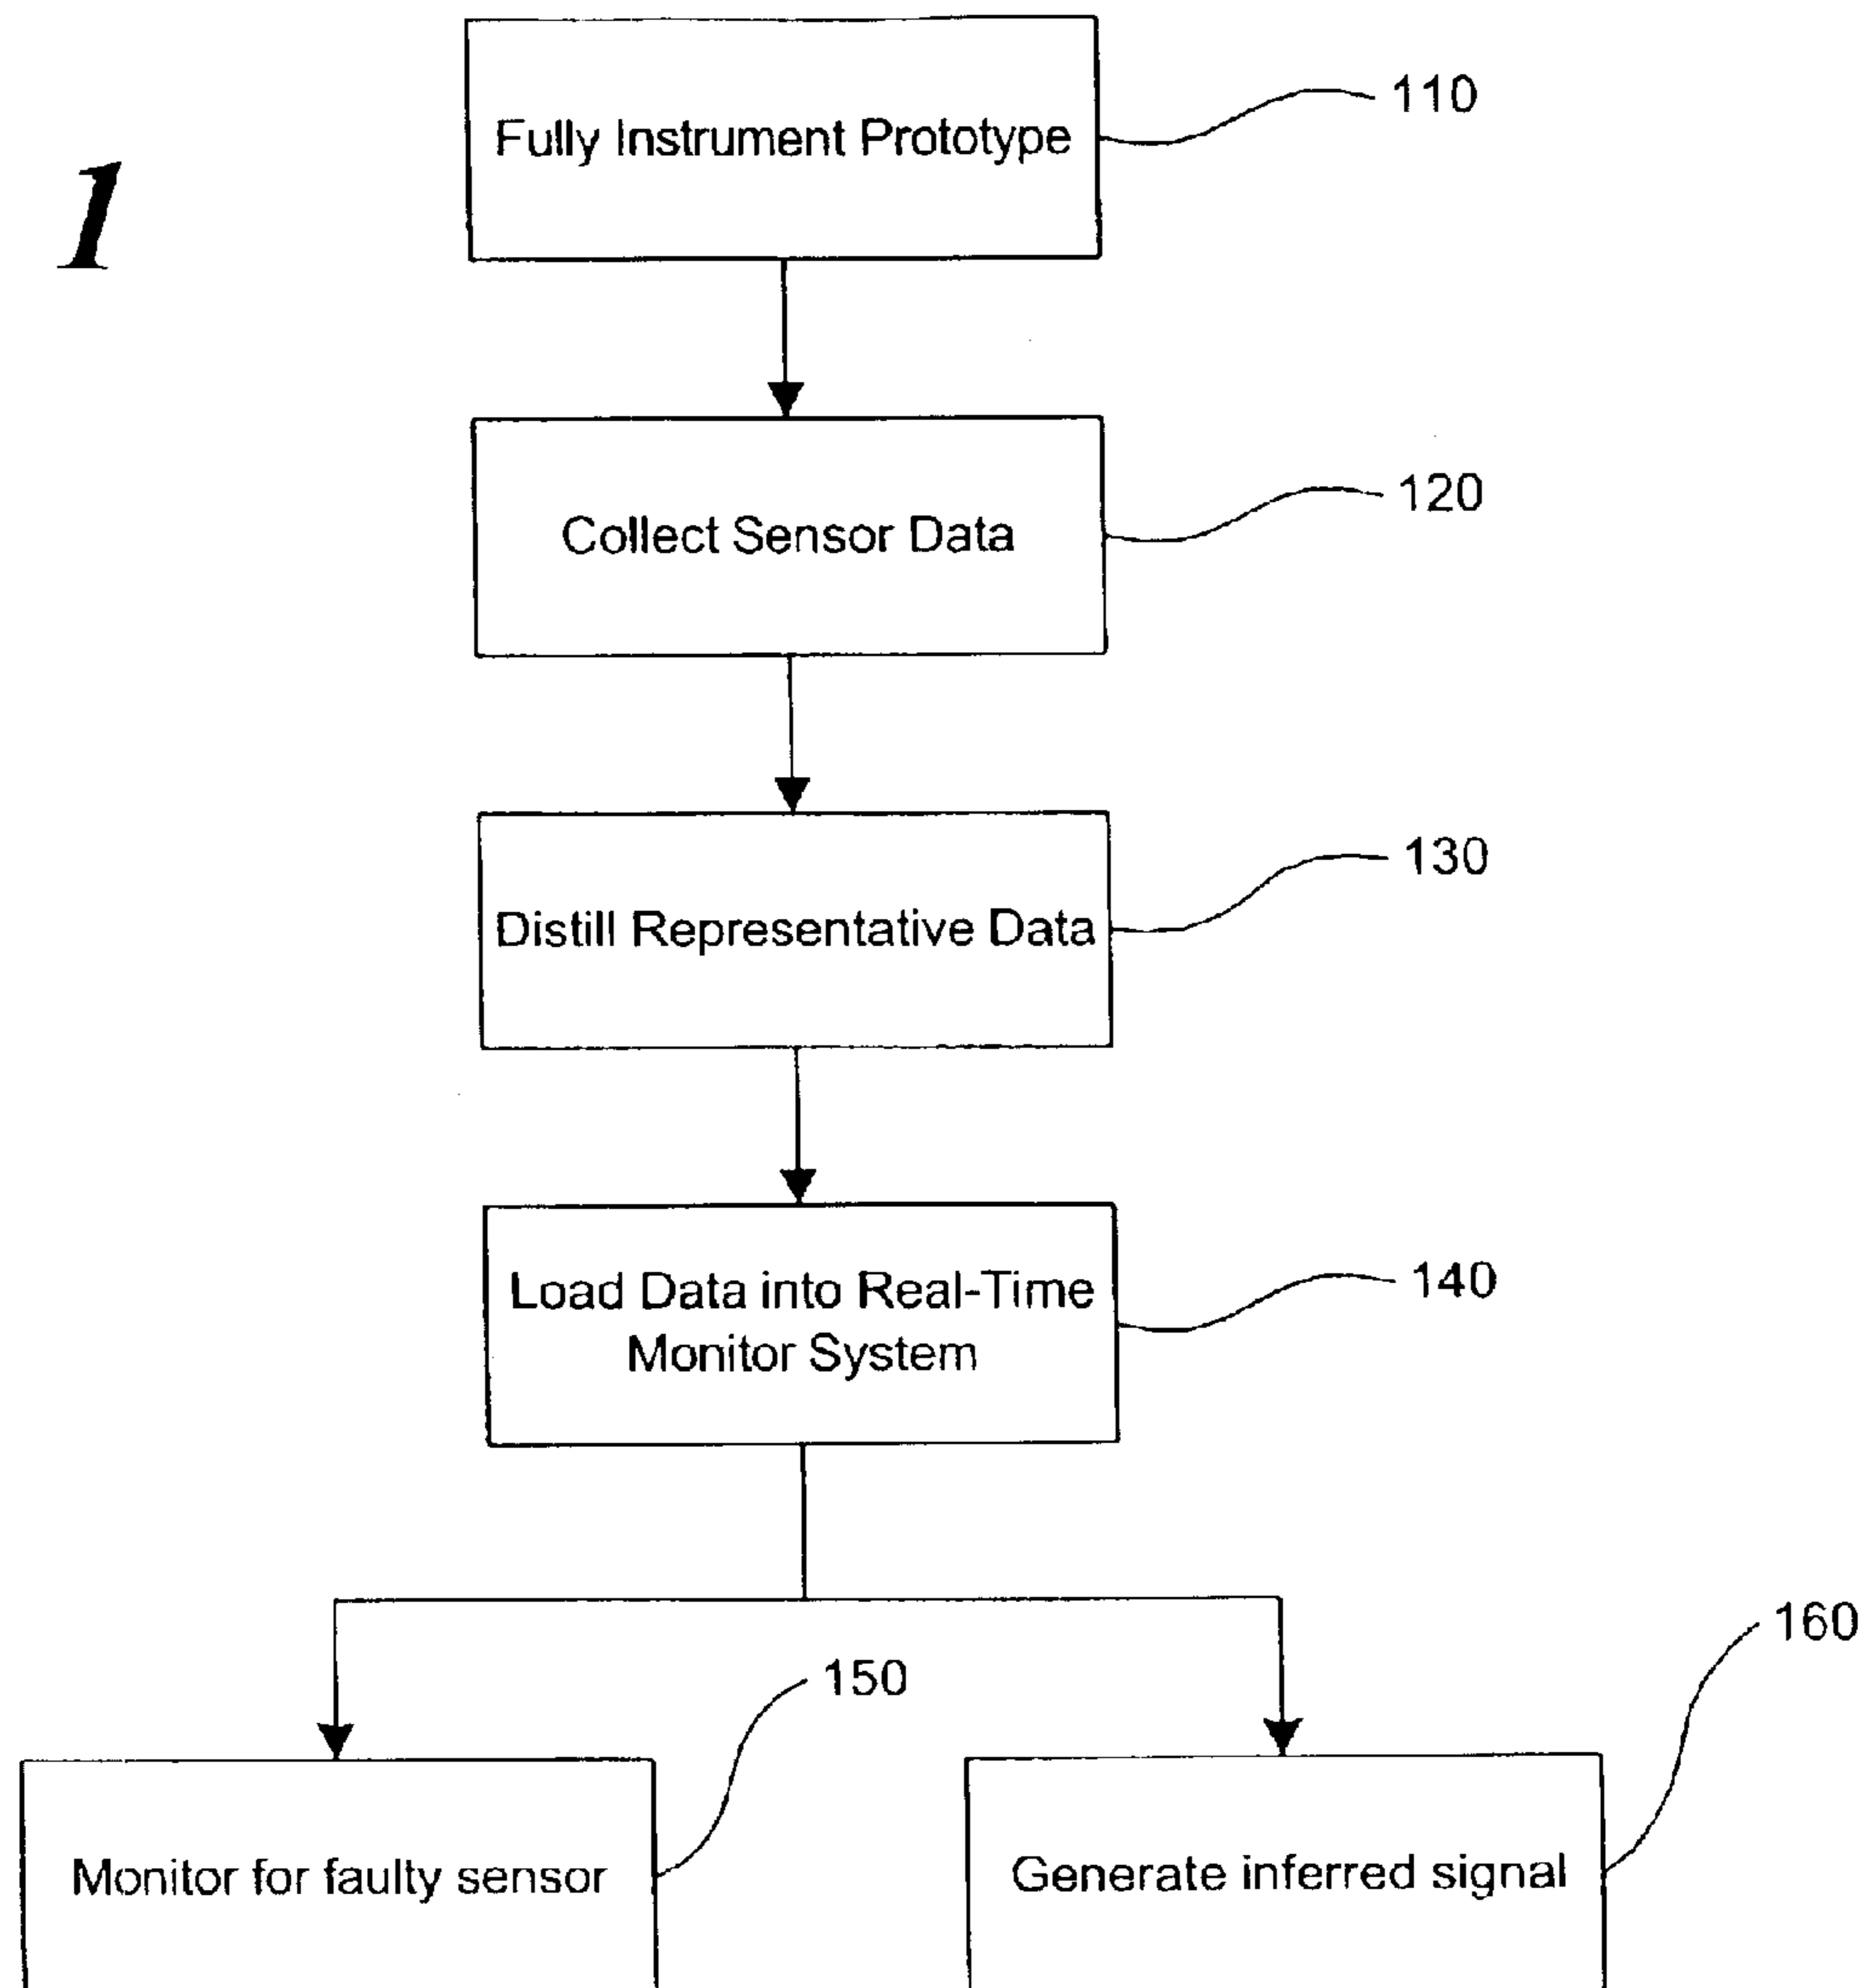 1
Fully Instrument Prototype
110
Collect Sensor Data
120
Distill Representative Data
130
Load Data into Real-Time
Monitor System
140
Monitor for faulty sensor
150
Generate inferred signal
160